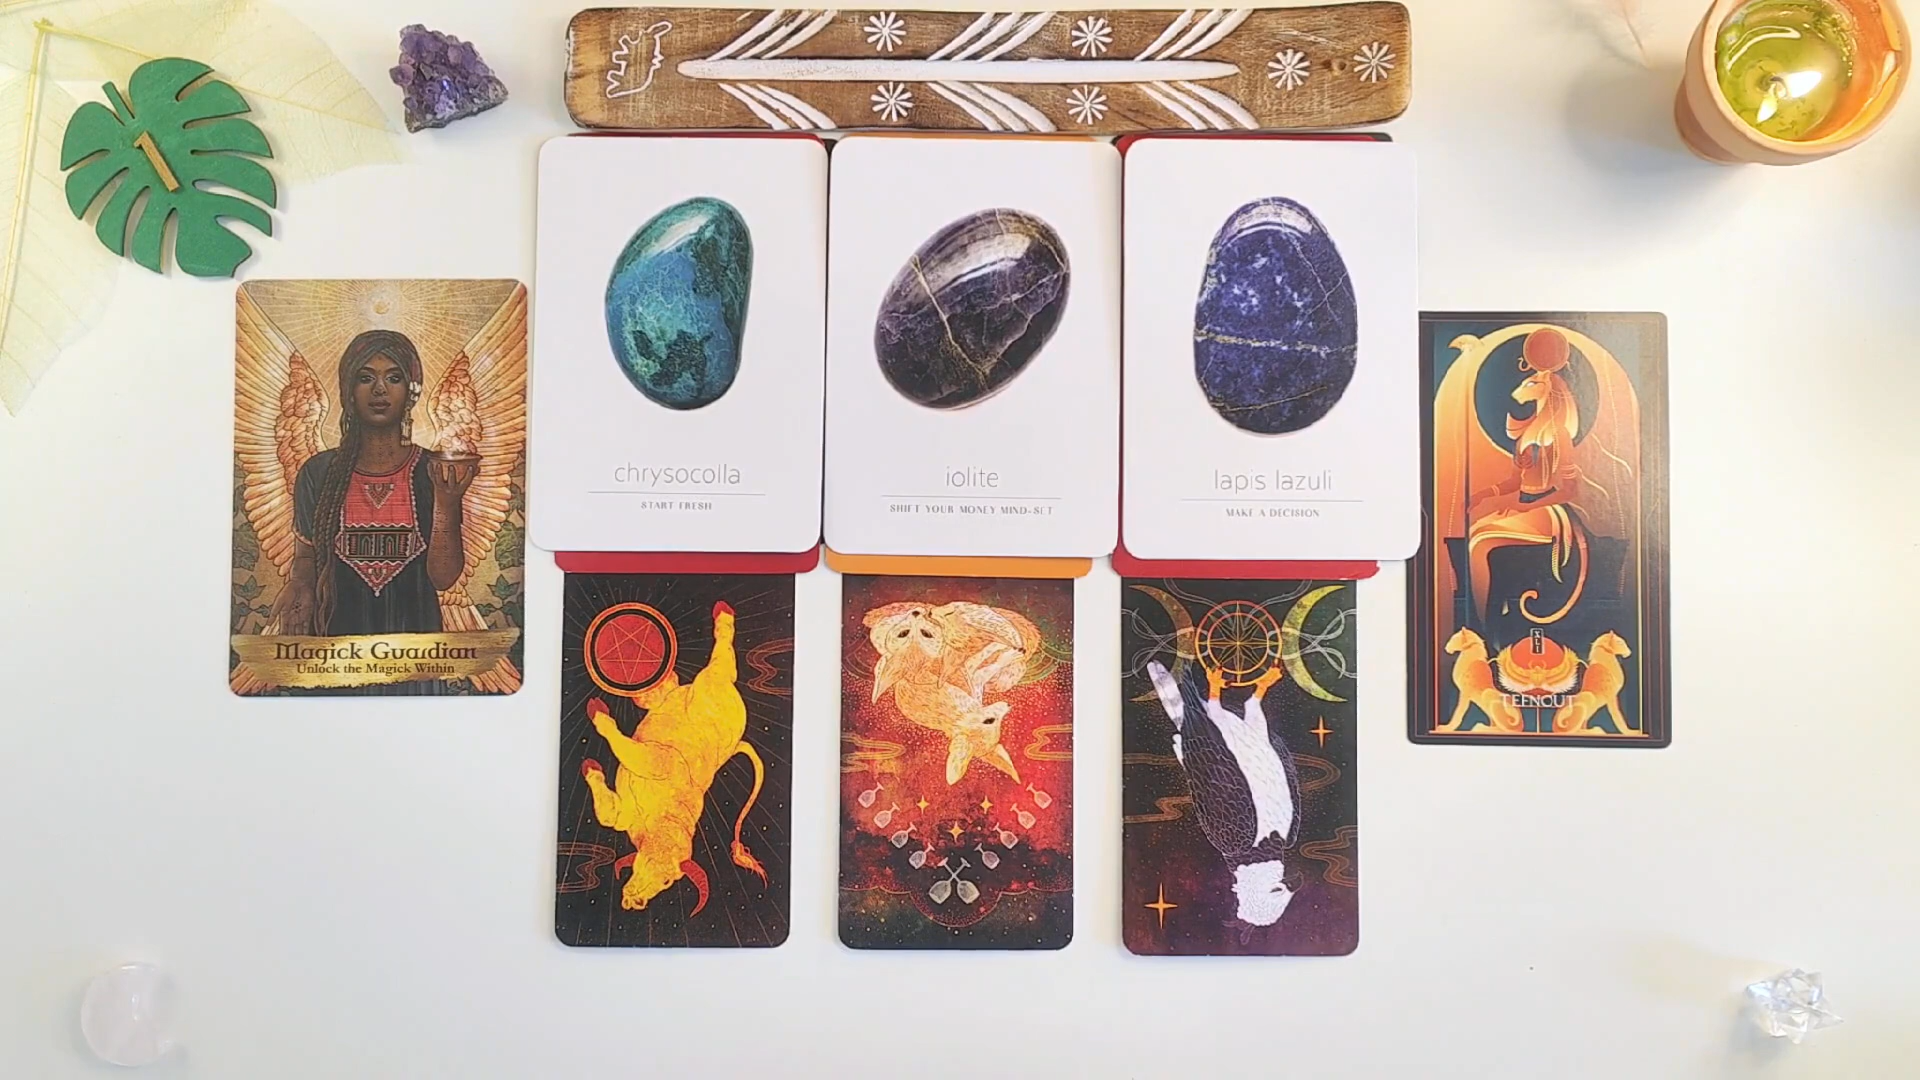 1
Magick Guardian
Unlock the Magick Within
chrysocolla
START FRESH
iolite
SHIFT YOUR MONEY MIND-SET
lapis lazuli
MAKE A DECISION
TEFNOUT